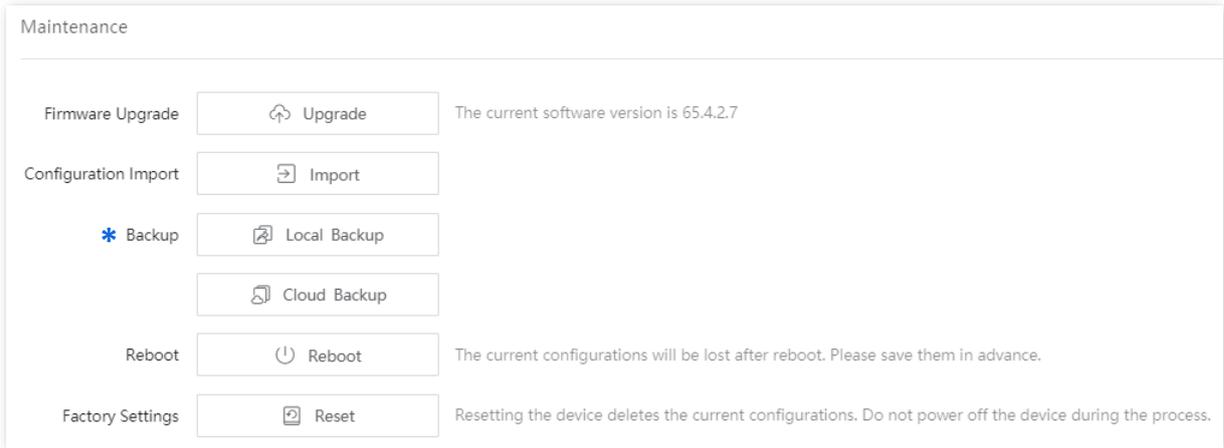 Maintenance
Firmware Upgrade Upgrade The current software version is 65.4.2.7
Configuration Import Import
* Backup Local Backup
Cloud Backup
Reboot Reboot The current configurations will be lost after reboot. Please save them in advance.
Factory Settings Reset Resetting the device deletes the current configurations. Do not power off the device during the process.